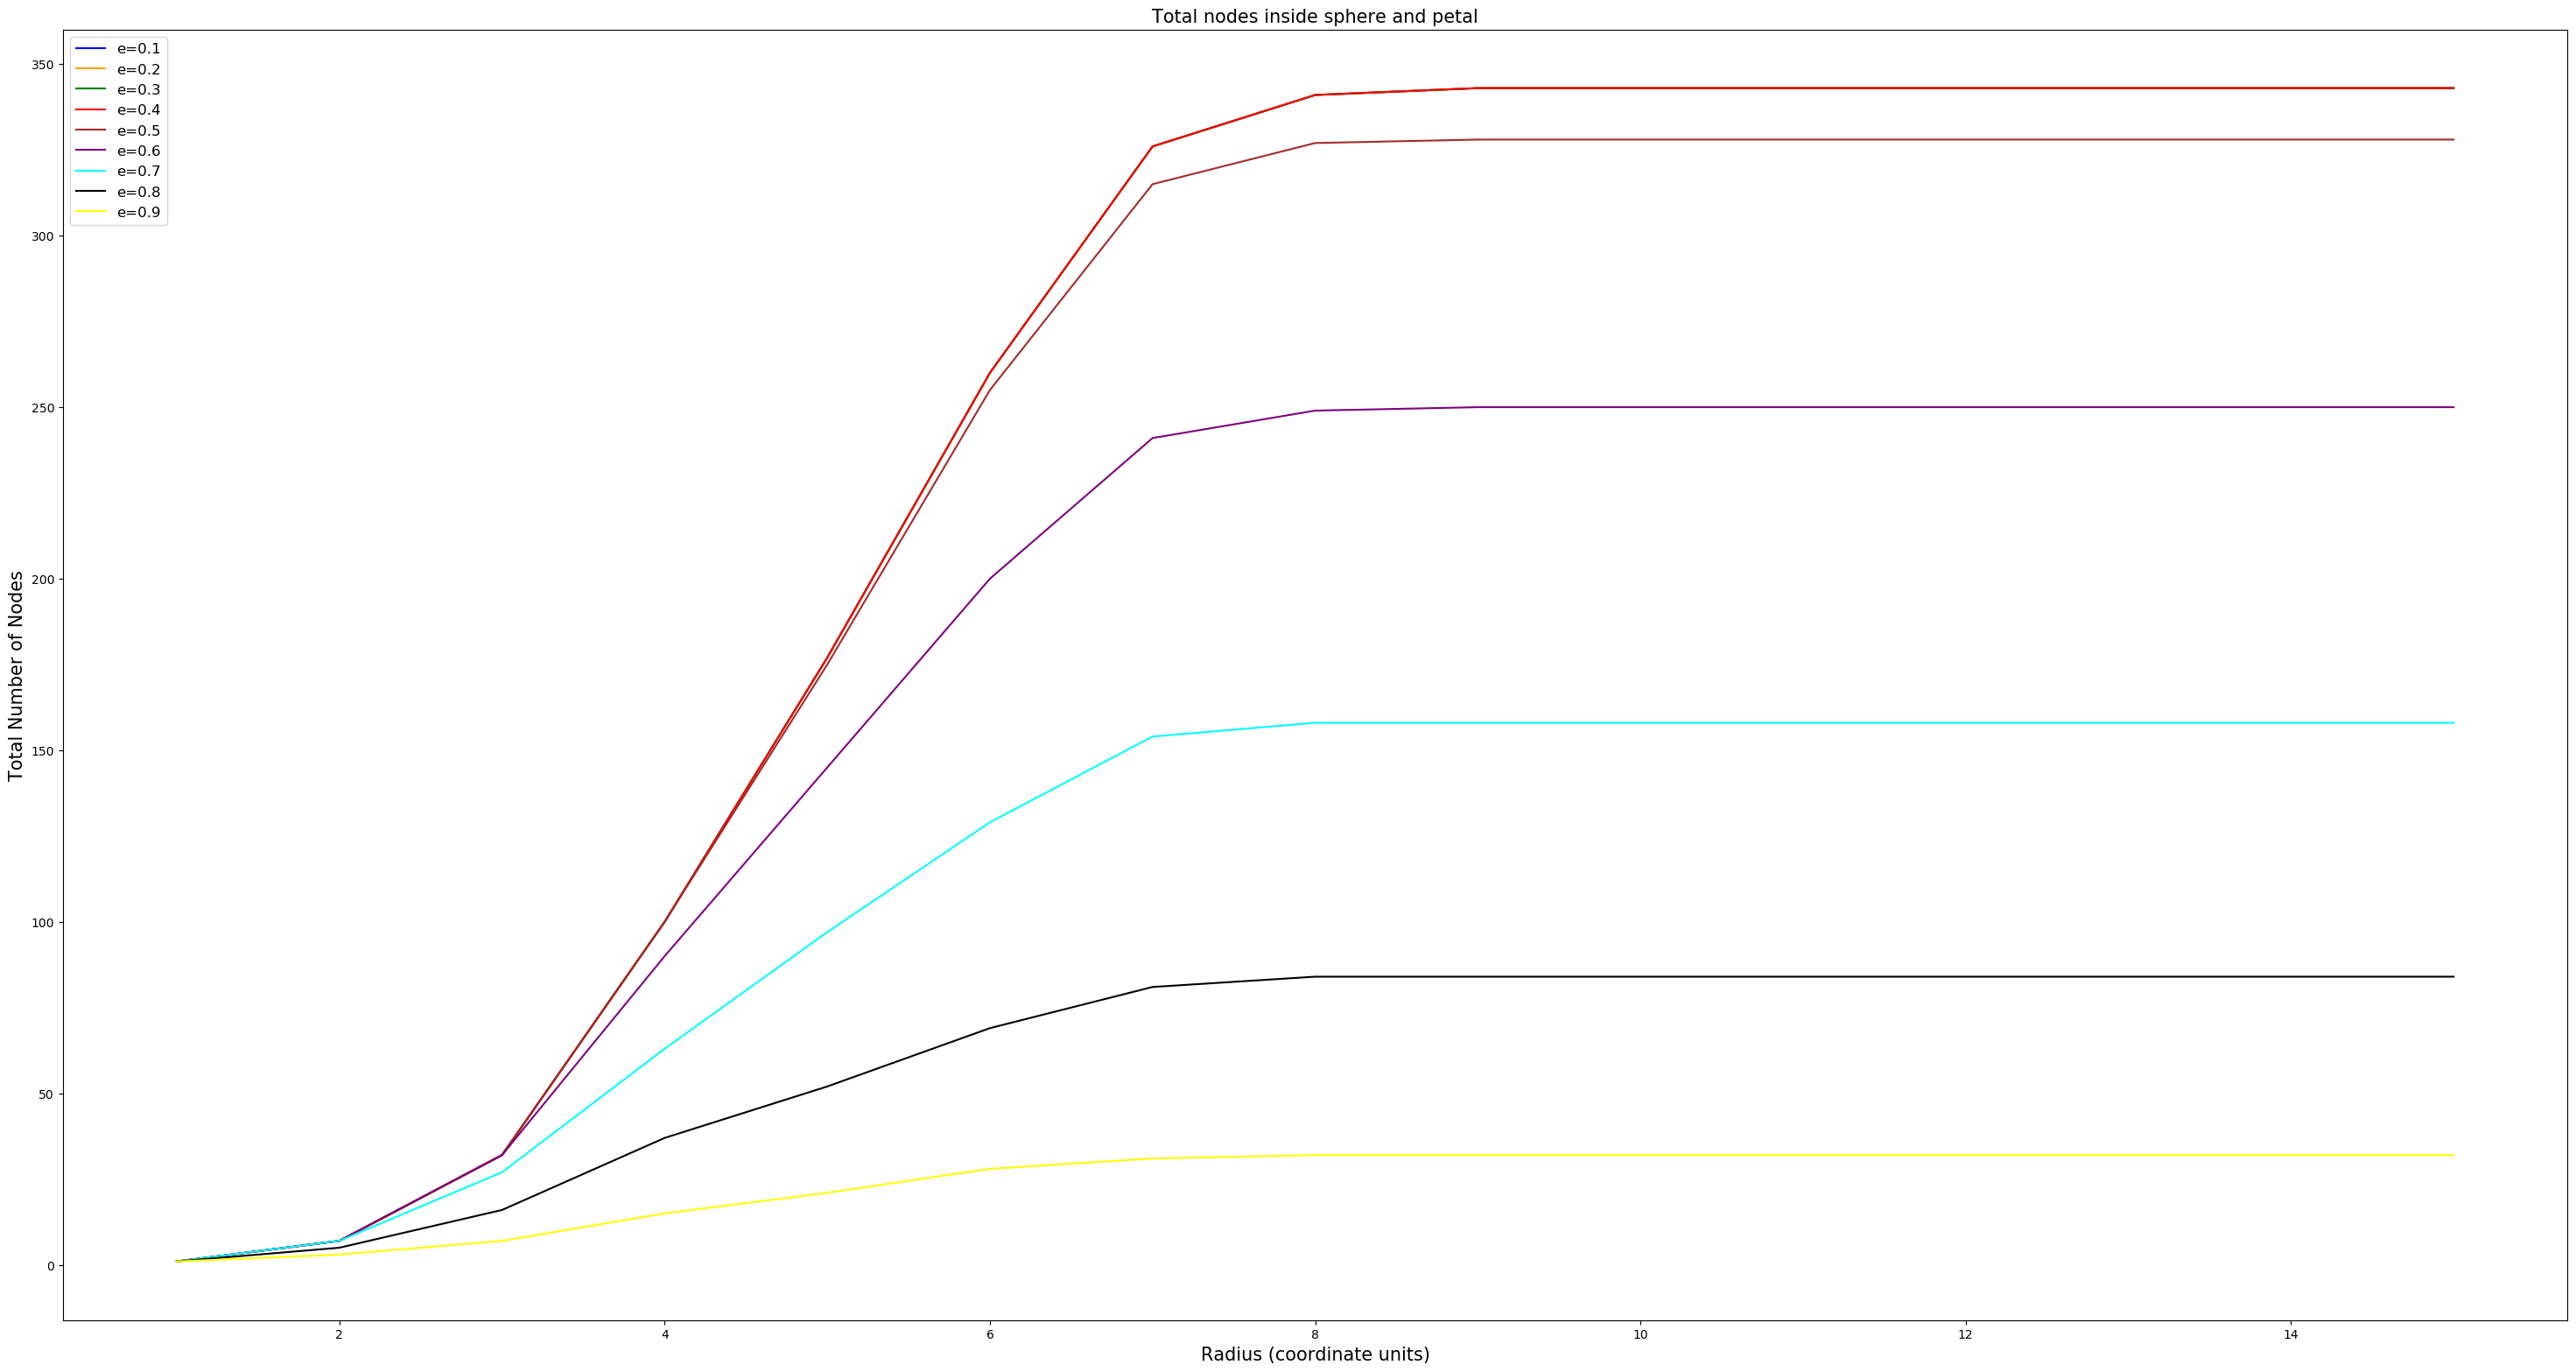 Total nodes inside sphere and petal
e=0.1
e=0.2
e=0.3
e=0.4
e=0.5
e=0.6
e=0.7
e=0.8
e=0.9
350
300
250
200
150
100
50
0
Total Number of Nodes
2 4 6 8 10 12 14
Radius (coordinate units)